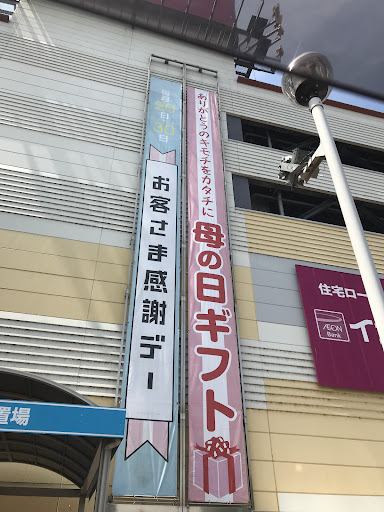 毎月20日・30日
お客さま感謝デー
ありがとうのキモチをカタチに
母の日ギフト
住宅ロー
AEON
Bank
イ
置場